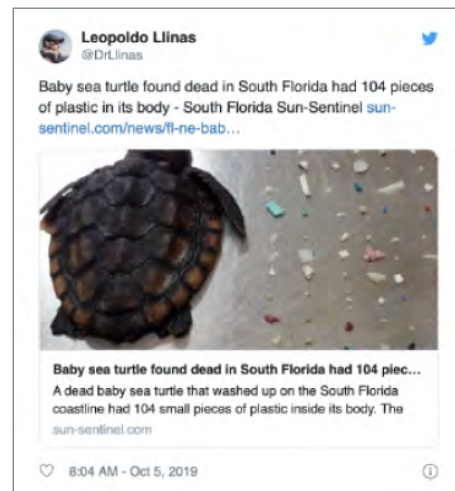 Leopoldo Llinas
@DrLlinas
Baby sea turtle found dead in South Florida had 104 pieces
of plastic in its body - South Florida Sun-Sentinel sun-
sentinel.com/news/fl-ne-bab…
Baby sea turtle found dead in South Florida had 104 piec...
A dead baby sea turtle that washed up on the South Florida
coastline had 104 small pieces of plastic inside its body. The
sun-sentinel.com
8:04 AM - Oct 5, 2019